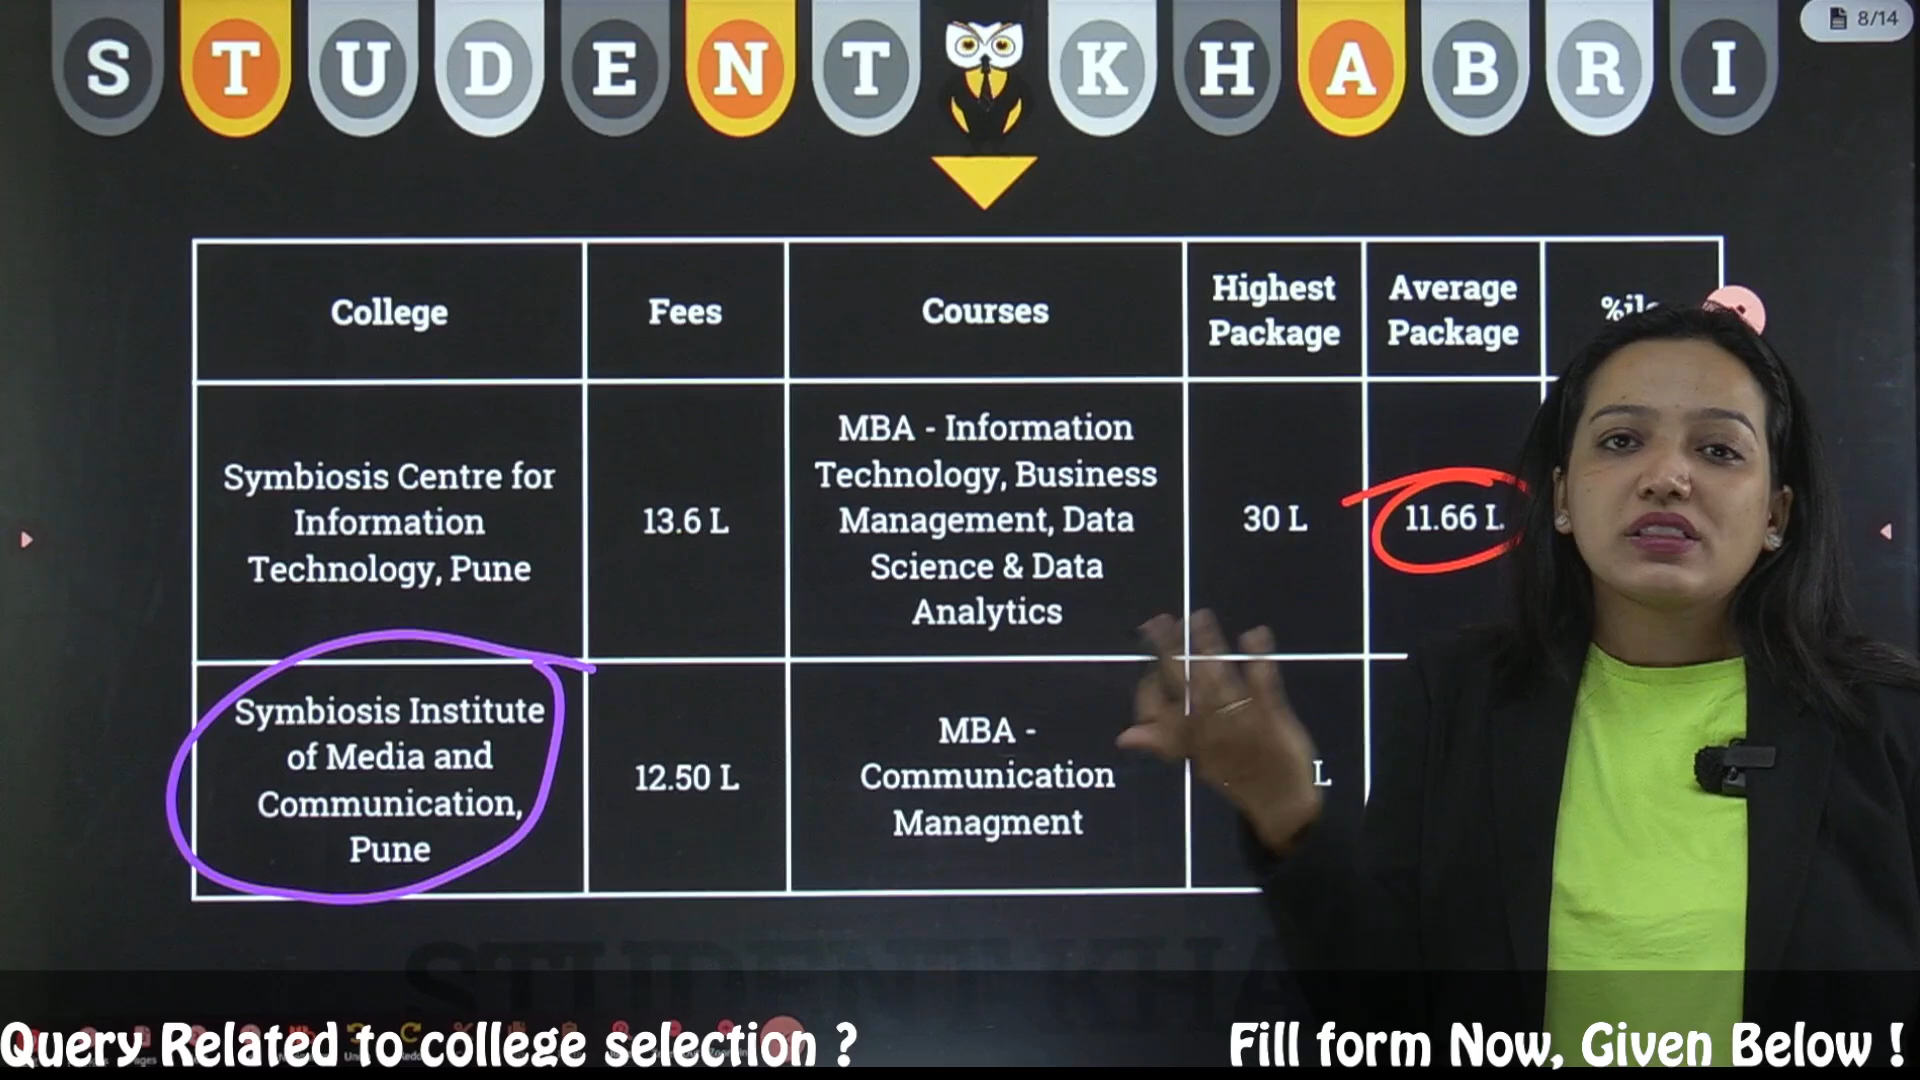 STUDENT KHABRI
8/14
College
Fees
Courses
Highest
Package
Average
Package
Symbiosis Centre for
Information
Technology, Pune
13.6 L
MBA - Information
Technology, Business
Management, Data
Science & Data
Analytics
30 L
11.66 L
Symbiosis Institute
of Media and
Communication,
Pune
12.50 L
MBA -
Communication
Managment
L
STUDENT KHA
Query Related to college selection ?
Fill form Now, Given Below !